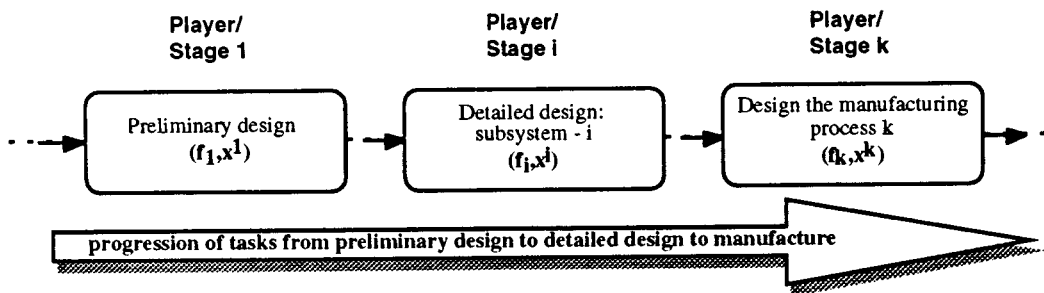 Player/
Stage 1
Player/
Stage i
Player/
Stage k
Preliminary design
(f1,x1)
Detailed design:
subsystem - i
(fi,xi)
Design the manufacturing
process k
(fk,xk)
progression of tasks from preliminary design to detailed design to manufacture